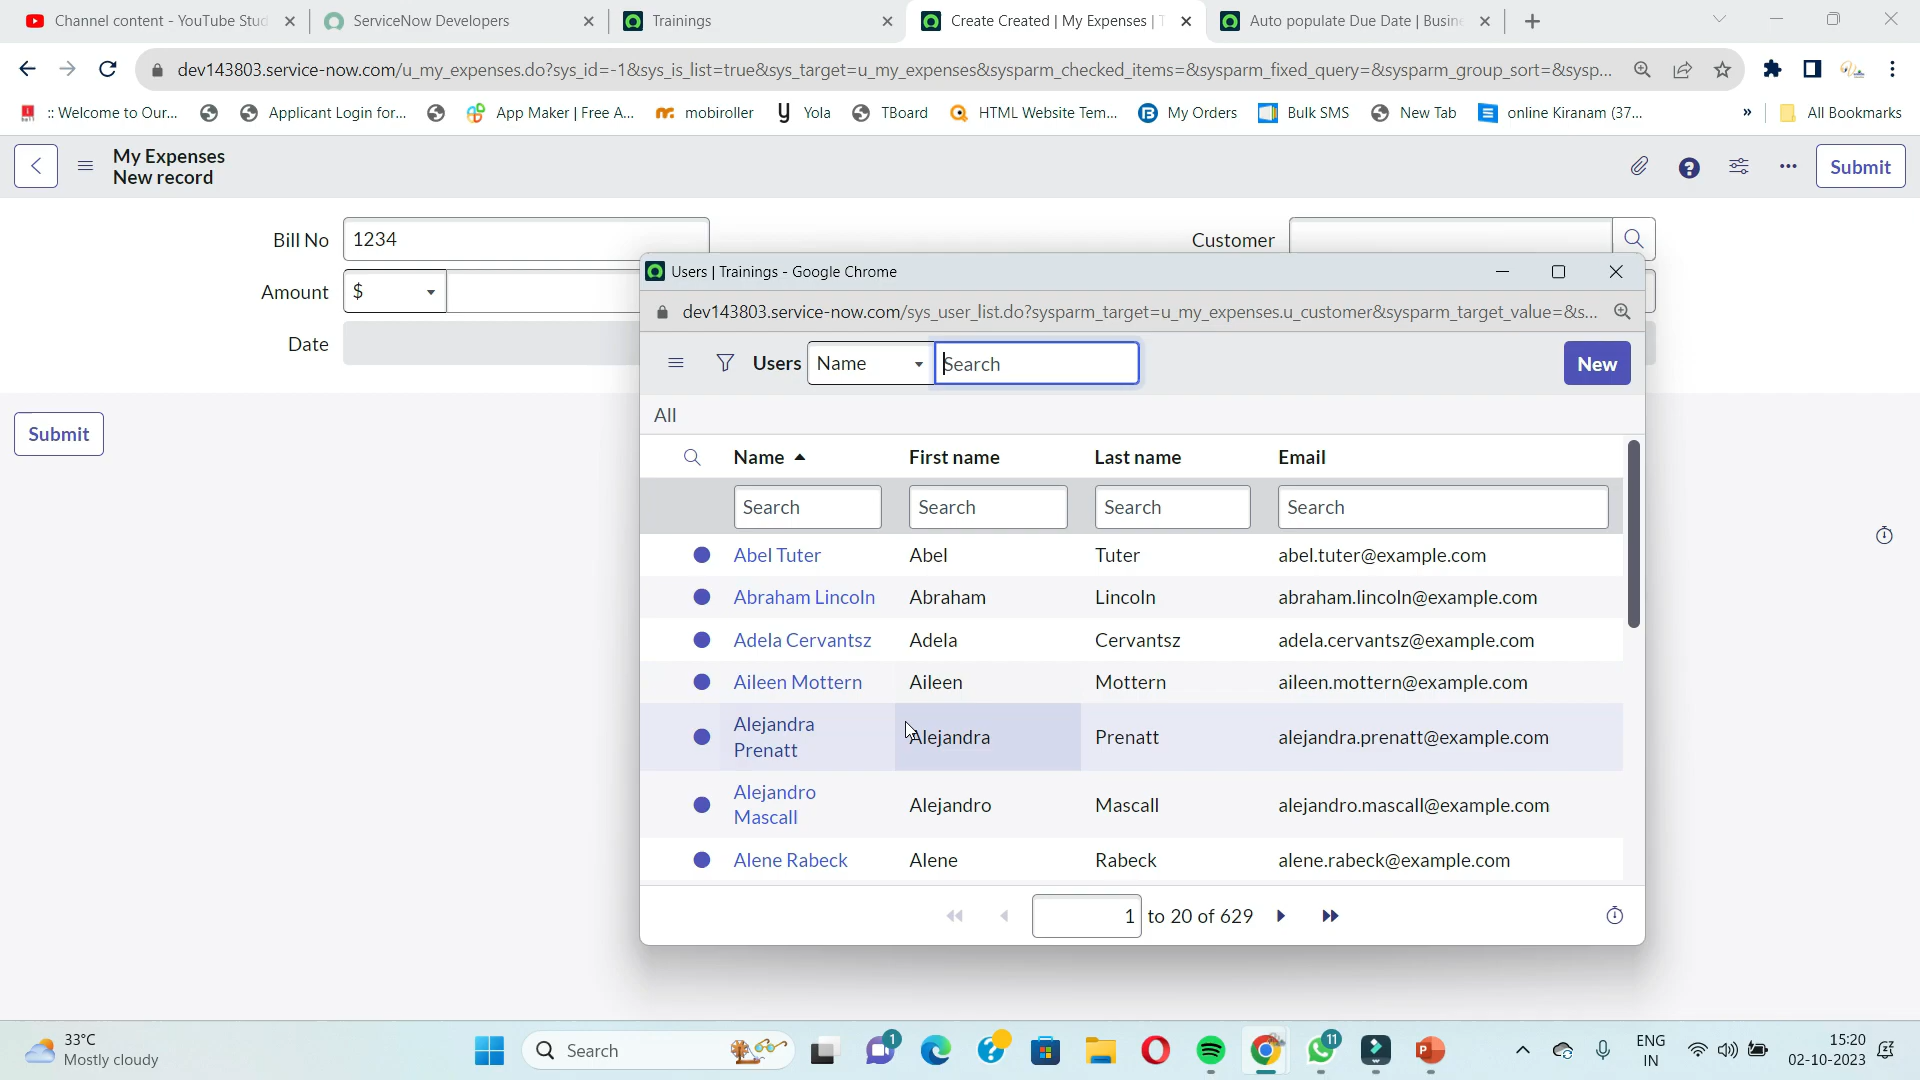 Channel content - YouTube Stud
ServiceNow Developers
Trainings
Create Created | My Expenses | T
Auto populate Due Date | Busine
dev143803.service-now.com/u_my_expenses.do?sys_id=-1&sys_is_list=true&sys_target=u_my_expenses&sysparm_checked_items=&sysparm_fixed_query=&sysparm_group_sort=&sysp...
:: Welcome to Our...
Applicant Login for...
App Maker | Free A...
mobiroller
Yola
TBoard
HTML Website Tem...
My Orders
Bulk SMS
New Tab
online Kiranam (37...
»
All Bookmarks
My Expenses
New record
Submit
Bill No
1234
Customer
Amount
$
Date
Submit
Users | Trainings - Google Chrome
dev143803.service-now.com/sys_user_list.do?sysparm_target=u_my_expenses.u_customer&sysparm_target_value=&s...
Users
Name
Search
New
All
Name
First name
Last name
Email
Search
Search
Search
Search
Abel Tuter
Abel
Tuter
abel.tuter@example.com
Abraham Lincoln
Abraham
Lincoln
abraham.lincoln@example.com
Adela Cervantsz
Adela
Cervantsz
adela.cervantsz@example.com
Aileen Mottern
Aileen
Mottern
aileen.mottern@example.com
Alejandra
Prenatt
Alejandra
Prenatt
alejandra.prenatt@example.com
Alejandro
Mascall
Alejandro
Mascall
alejandro.mascall@example.com
Alene Rabeck
Alene
Rabeck
alene.rabeck@example.com
1 to 20 of 629
33°C
Mostly cloudy
Search
1
11
ENG
IN
15:20
02-10-2023